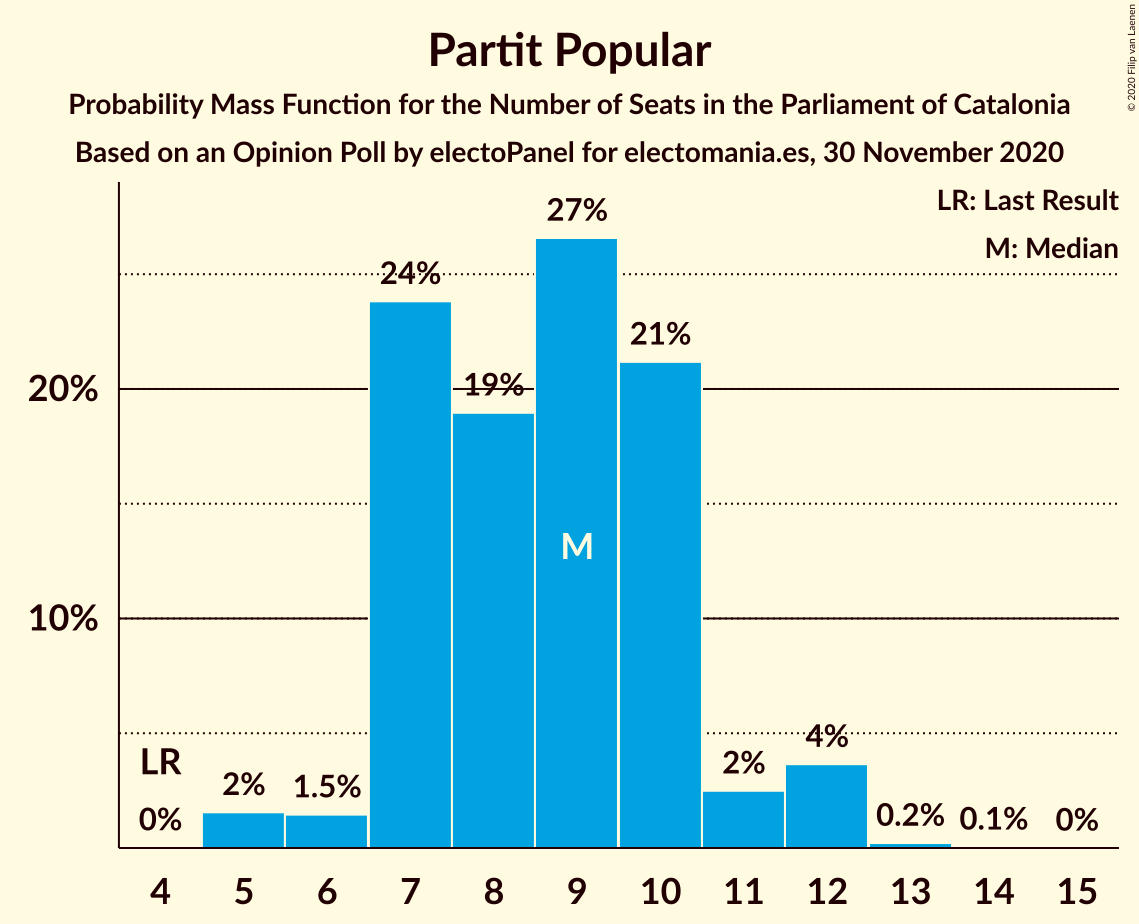 Partit Popular
Probability Mass Function for the Number of Seats in the Parliament of Catalonia
Based on an Opinion Poll by electoPanel for electomania.es, 30 November 2020
© 2020 Filip van Laenen
LR: Last Result
M: Median
27%
24%
21%
20%
19%
M
10%
4%
LR
2%
2%
1.5%
0%
0.2%
0.1%
0%
4 5 6 7 8 9 10 11 12 13 14 15